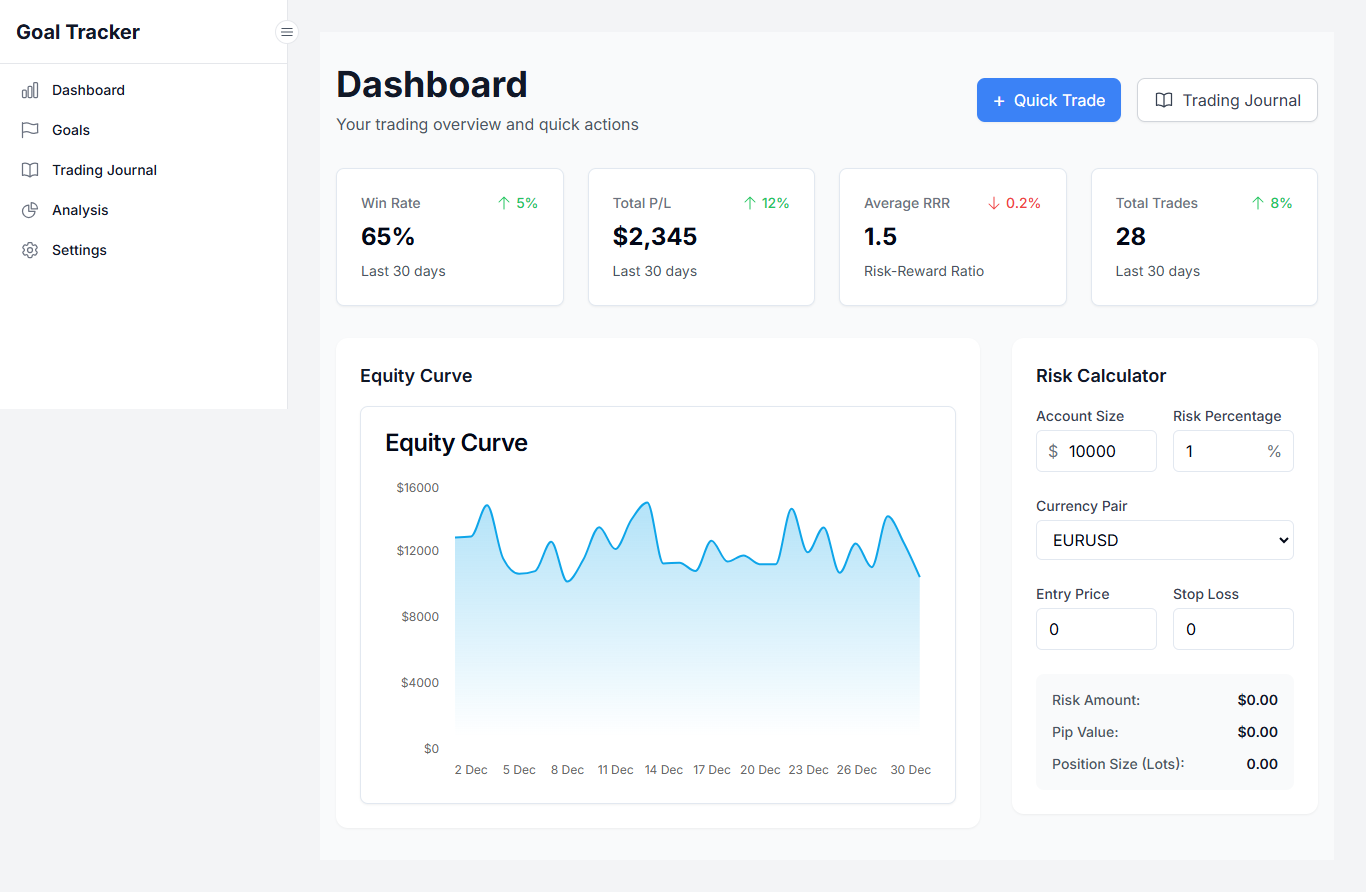 Goal Tracker
Dashboard
Goals
Trading Journal
Analysis
Settings
Dashboard
Your trading overview and quick actions
+ Quick Trade
Trading Journal
Win Rate
↑ 5%
65%
Last 30 days
Total P/L
↑ 12%
$2,345
Last 30 days
Average RRR
↓ 0.2%
1.5
Risk-Reward Ratio
Total Trades
↑ 8%
28
Last 30 days
Equity Curve
Equity Curve
$16000
$12000
$8000
$4000
$0
2 Dec 5 Dec 8 Dec 11 Dec 14 Dec 17 Dec 20 Dec 23 Dec 26 Dec 30 Dec
Risk Calculator
Account Size Risk Percentage
$ 10000 1 %
Currency Pair
EURUSD
Entry Price Stop Loss
0 0
Risk Amount: $0.00
Pip Value: $0.00
Position Size (Lots): 0.00